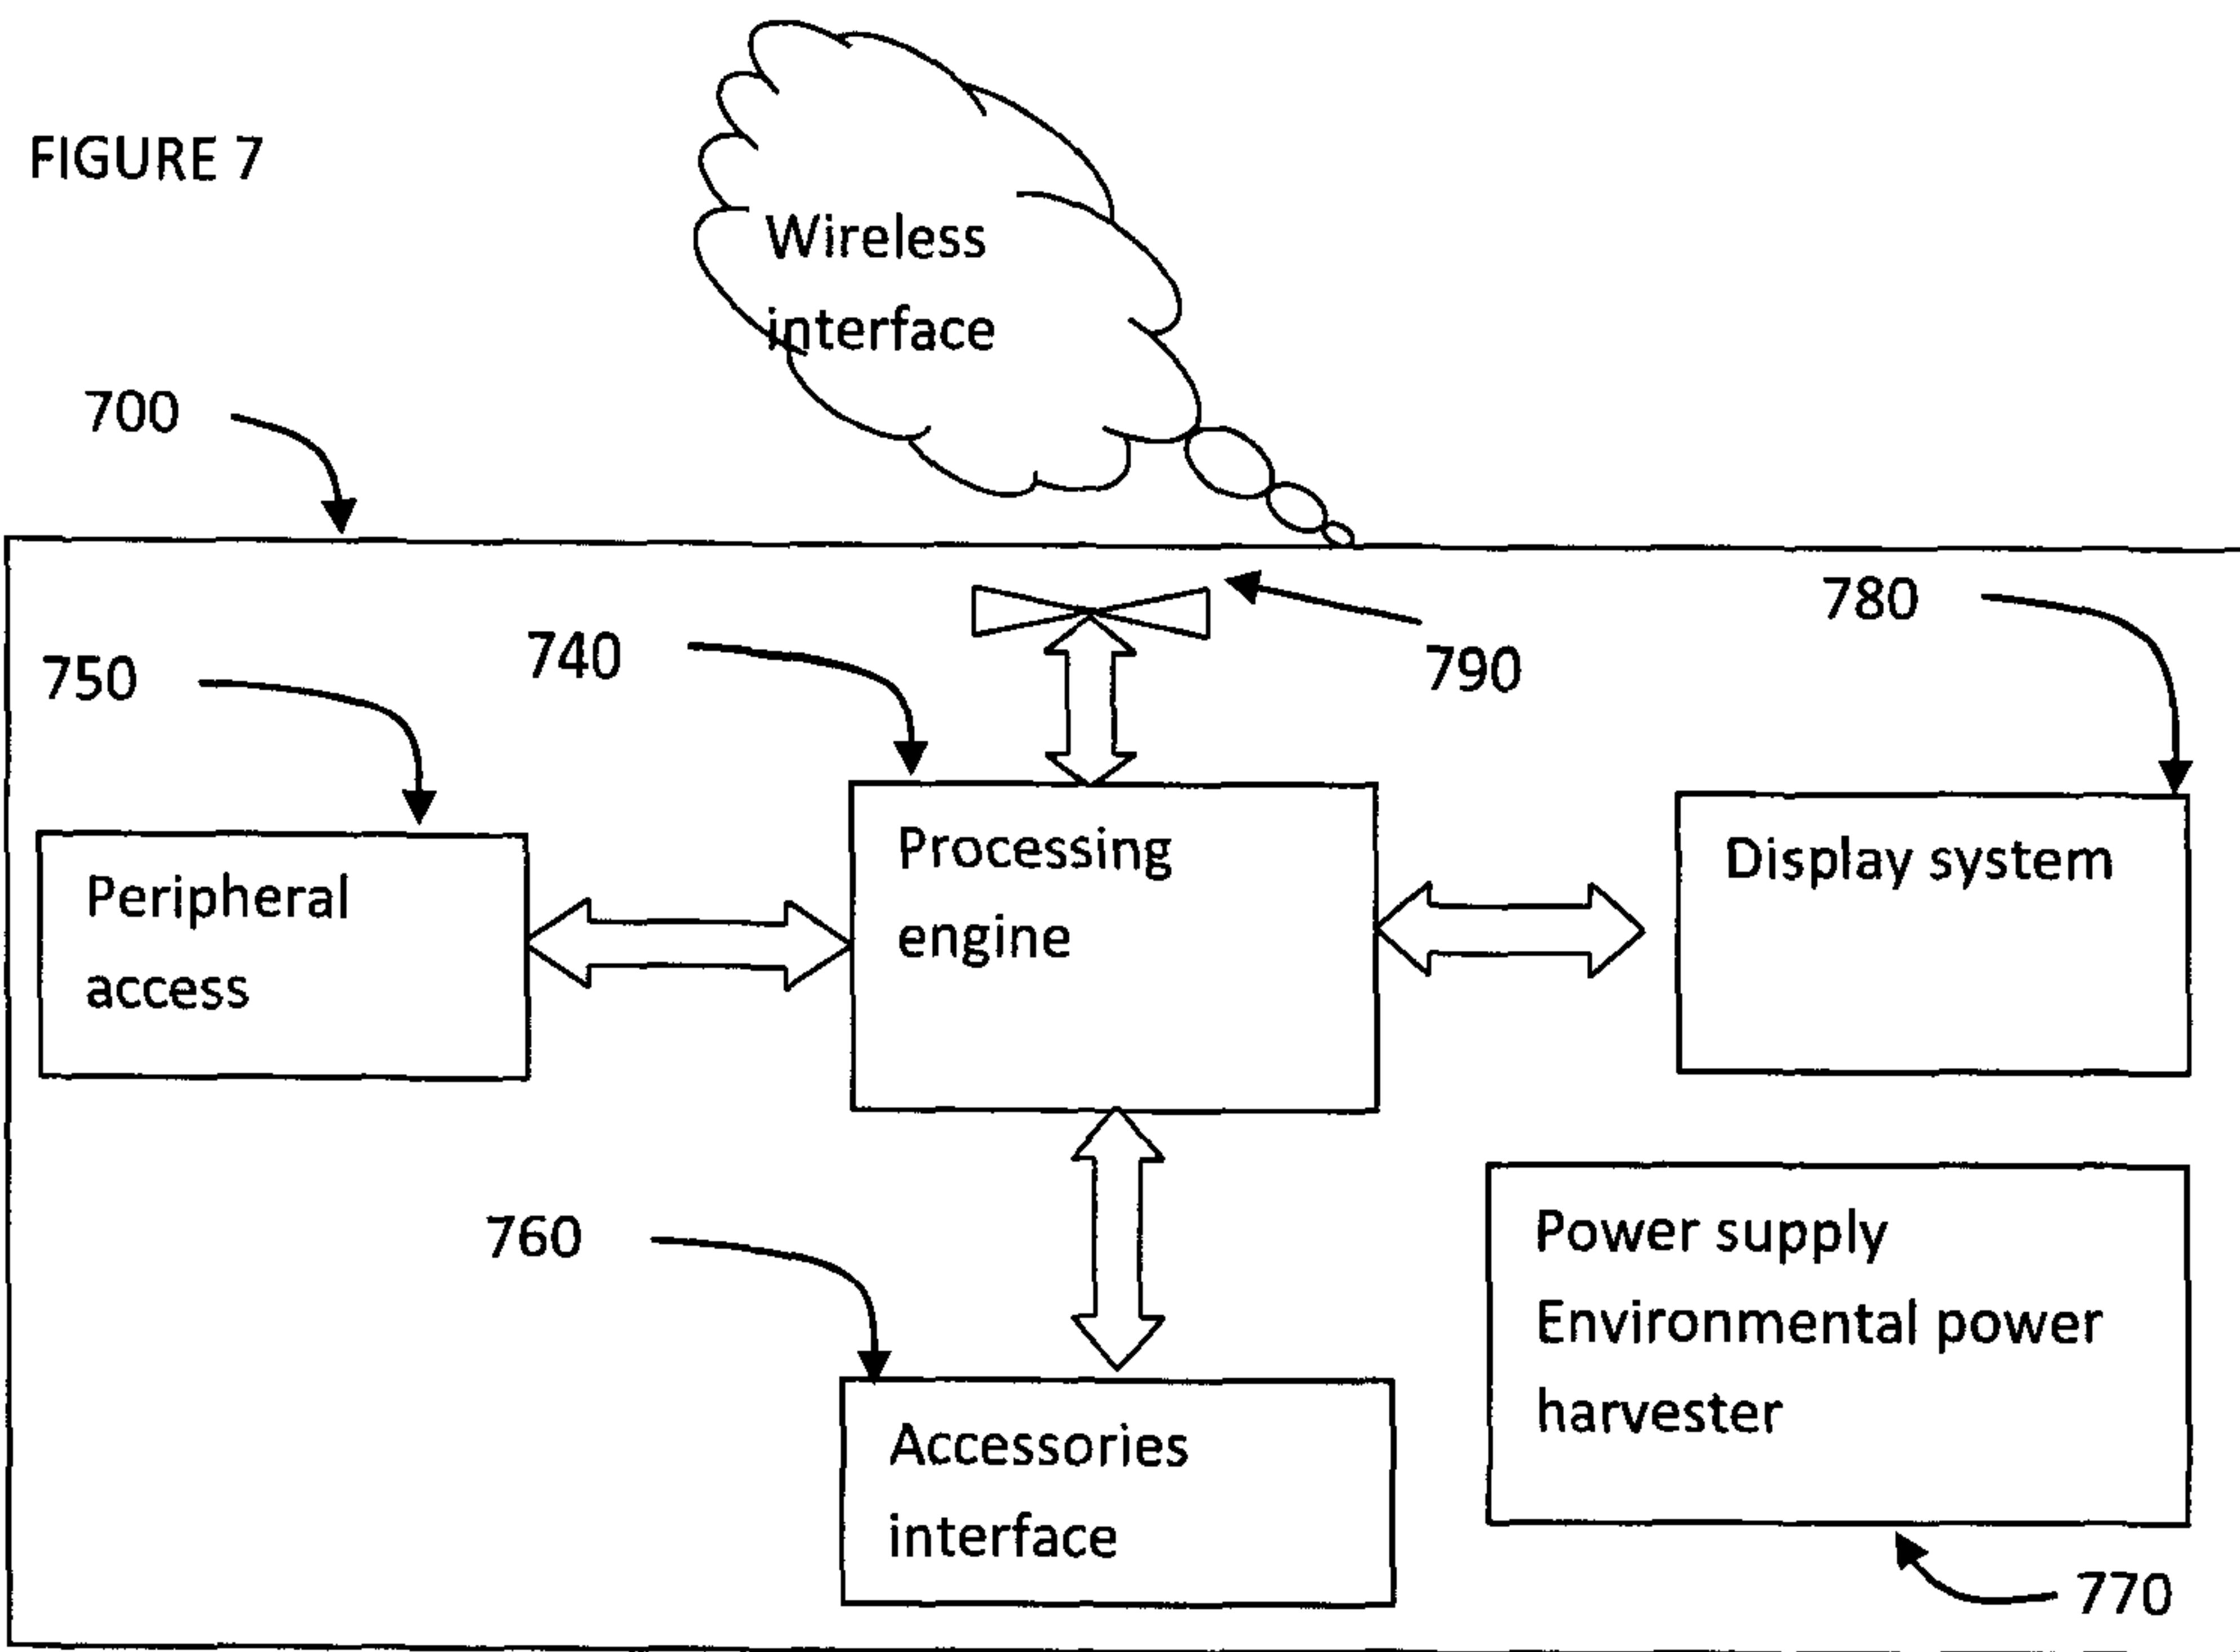 FIGURE 7
Wireless
interface
700
780
740
790
750
Processing
engine
Display system
Peripheral
access
760
Power supply
Environmental power
harvester
Accessories
interface
770